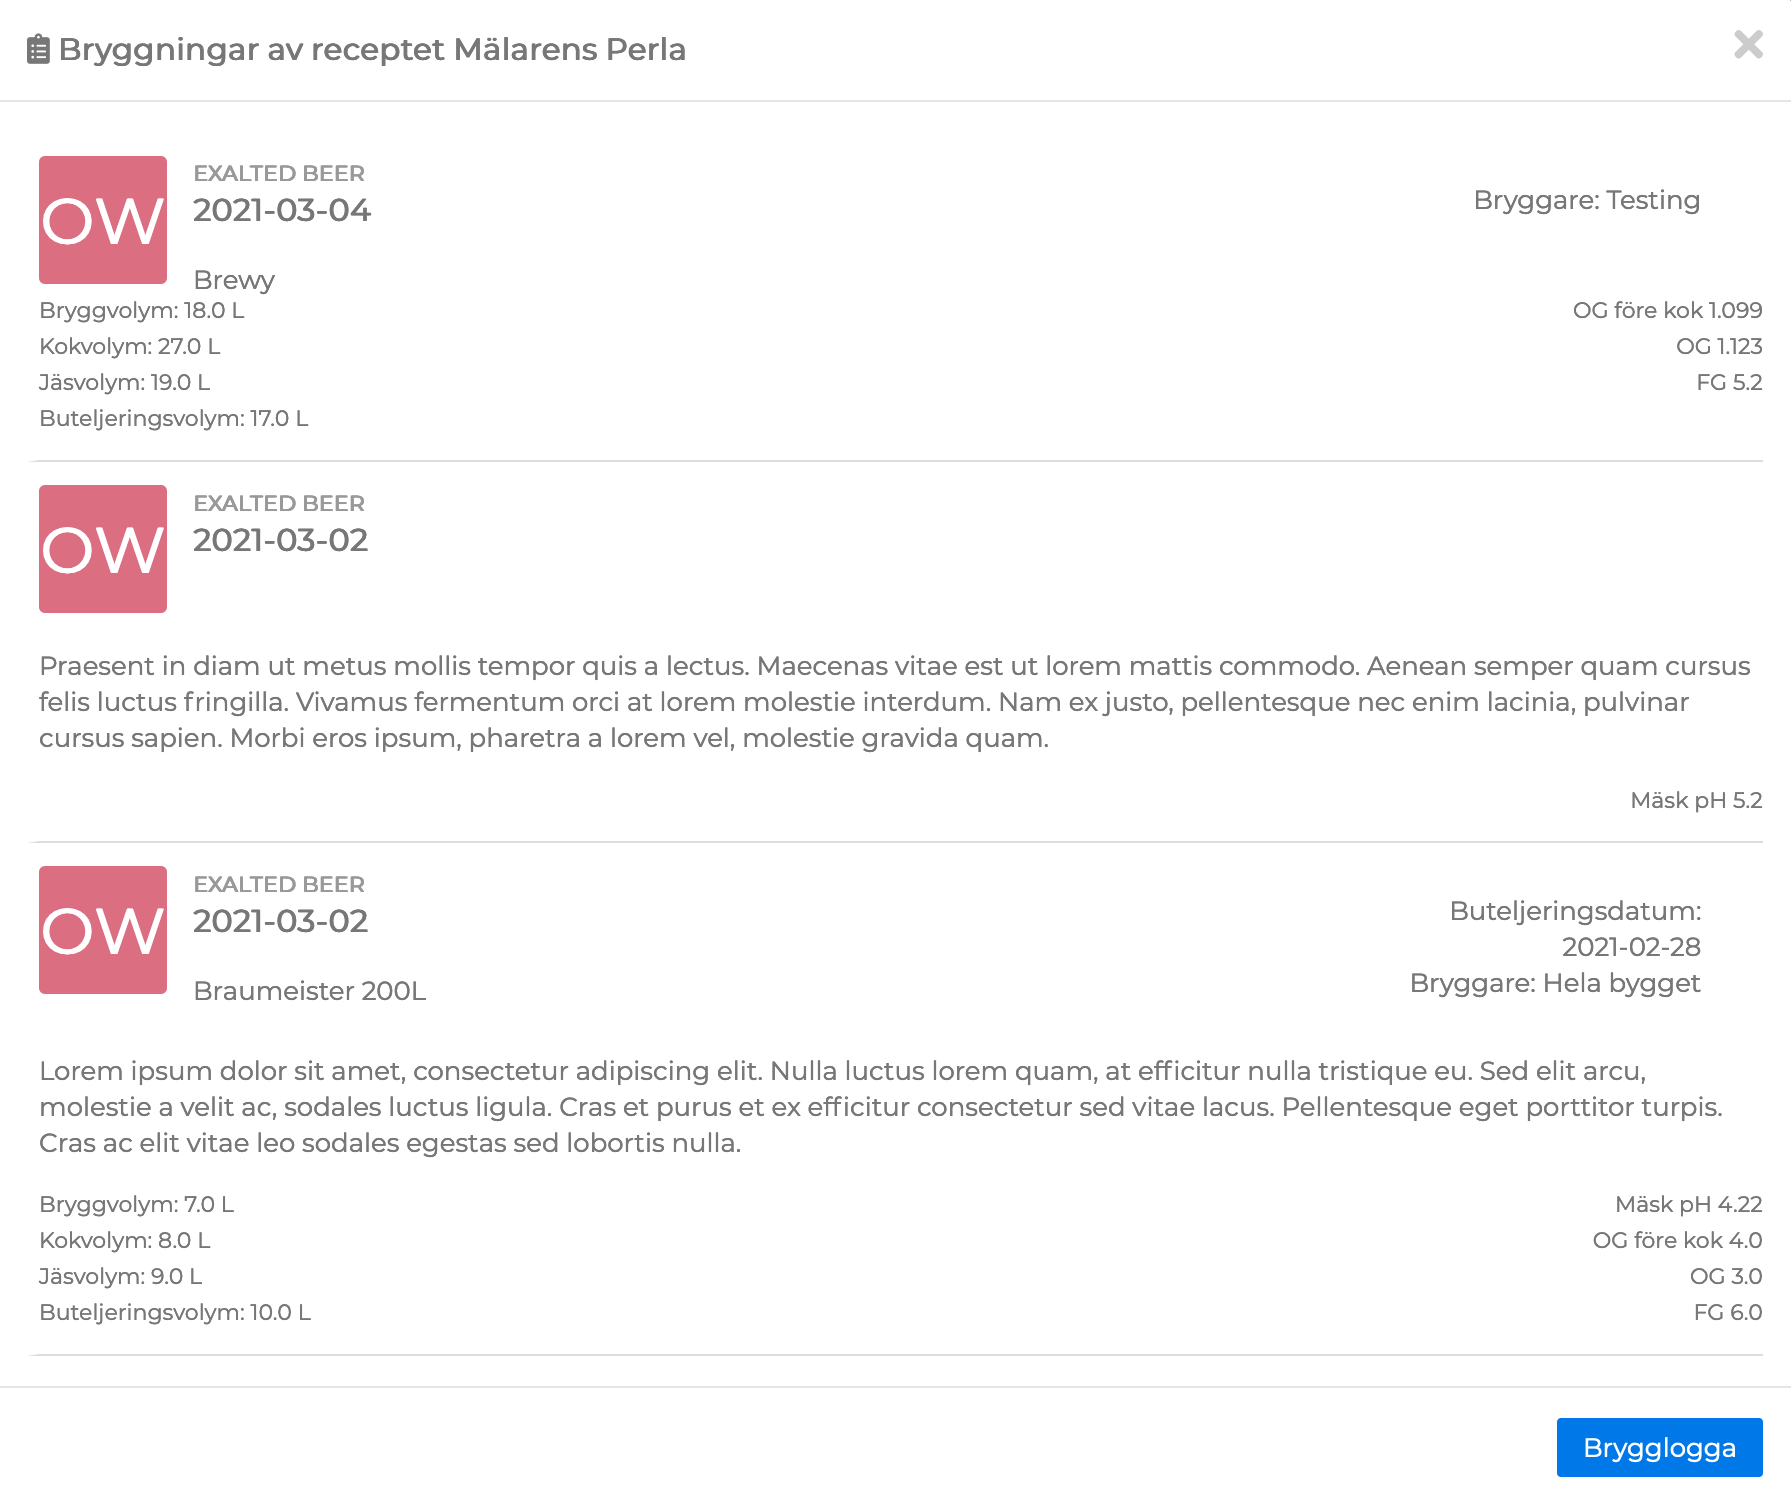 Bryggningar av receptet Mälarens Perla
OW
EXALTED BEER
2021-03-04
Bryggare: Testing
Brewy
Bryggvolym: 18.0 L
OG före kok 1.099
Kokvolym: 27.0 L
OG 1.123
Jäsvolym: 19.0 L
FG 5.2
Buteljeringsvolym: 17.0 L
OW
EXALTED BEER
2021-03-02
Praesent in diam ut metus mollis tempor quis a lectus. Maecenas vitae est ut lorem mattis commodo. Aenean semper quam cursus
felis luctus fringilla. Vivamus fermentum orci at lorem molestie interdum. Nam ex justo, pellentesque nec enim lacinia, pulvinar
cursus sapien. Morbi eros ipsum, pharetra a lorem vel, molestie gravida quam.
Mäsk pH 5.2
OW
EXALTED BEER
2021-03-02
Buteljeringsdatum:
2021-02-28
Bryggare: Hela bygget
Braumeister 200L
Lorem ipsum dolor sit amet, consectetur adipiscing elit. Nulla luctus lorem quam, at efficitur nulla tristique eu. Sed elit arcu,
molestie a velit ac, sodales luctus ligula. Cras et purus et ex efficitur consectetur sed vitae lacus. Pellentesque eget porttitor turpis.
Cras ac elit vitae leo sodales egestas sed lobortis nulla.
Bryggvolym: 7.0 L
Mäsk pH 4.22
Kokvolym: 8.0 L
OG före kok 4.0
Jäsvolym: 9.0 L
OG 3.0
Buteljeringsvolym: 10.0 L
FG 6.0
Brygglogga